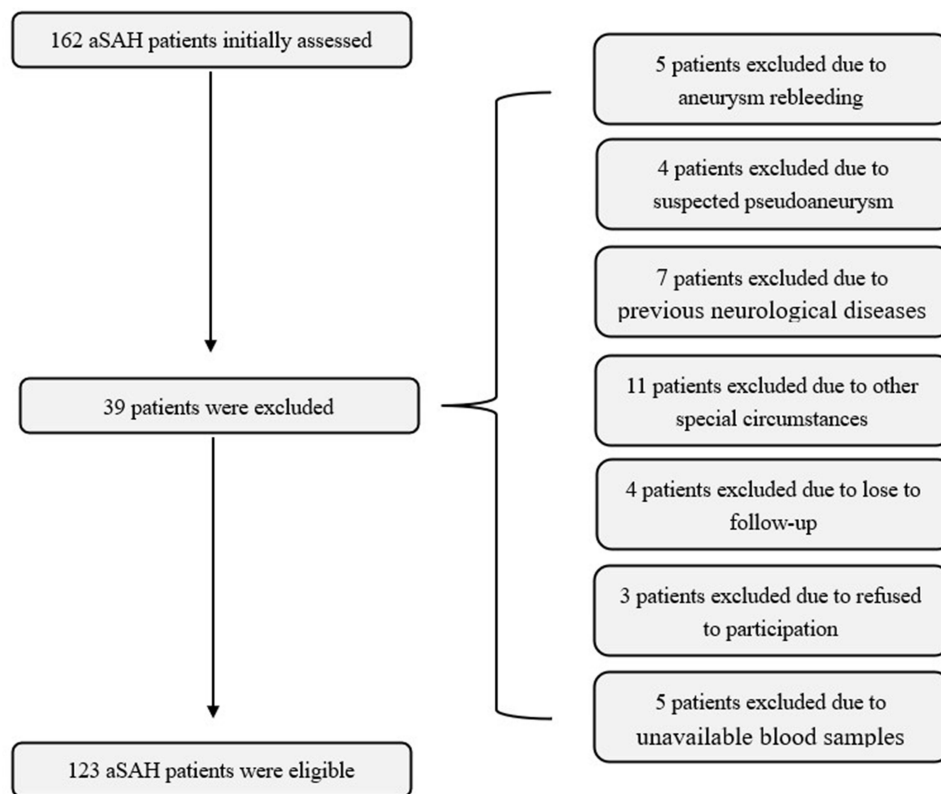 162 aSAH patients initially assessed
39 patients were excluded
123 aSAH patients were eligible
5 patients excluded due to
aneurysm rebleeding
4 patients excluded due to
suspected pseudoaneurysm
7 patients excluded due to
previous neurological diseases
11 patients excluded due to other
special circumstances
4 patients excluded due to lose to
follow-up
3 patients excluded due to refused
to participation
5 patients excluded due to
unavailable blood samples